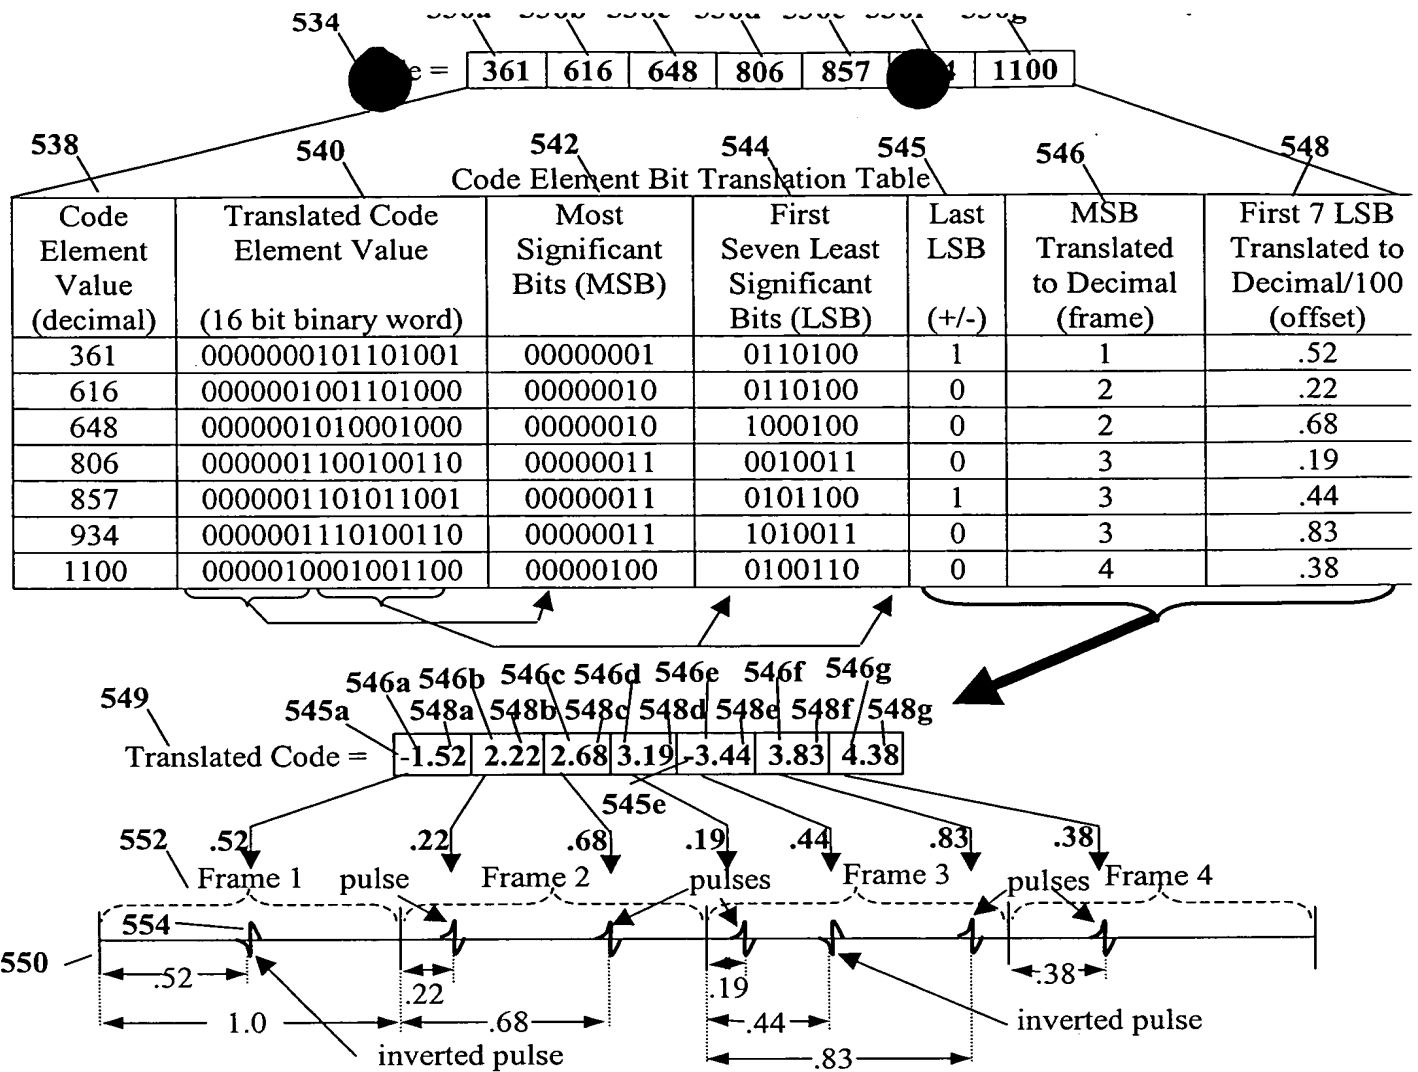 534
e = 361 616 648 806 857 4 1100
538 540 542 544 545 546 548
Code Element Bit Translation Table
Code Element Value (decimal)
Translated Code Element Value (16 bit binary word)
Most Significant Bits (MSB)
First Seven Least Significant Bits (LSB)
Last LSB (+/-)
MSB Translated to Decimal (frame)
First 7 LSB Translated to Decimal/100 (offset)
361 0000000101101001 00000001 0110100 1 1 .52
616 0000001001101000 00000010 0110100 0 2 .22
648 0000001010001000 00000010 1000100 0 2 .68
806 0000001100100110 00000011 0010011 0 3 .19
857 0000001101011001 00000011 0101100 1 3 .44
934 0000001110100110 00000011 1010011 0 3 .83
1100 0000010001001100 00000100 0100110 0 4 .38
546a 546b 546c 546d 546e 546f 546g
549 545a 548a 548b 548c 548d 548e 548f 548g
Translated Code = -1.52 2.22 2.68 3.19 -3.44 3.83 4.38
545e
552 .52 .22 .68 .19 .44 .83 .38
Frame 1 pulse Frame 2 pulses Frame 3 pulses Frame 4
554
550
.52 .22 .19 .38
1.0 .68 .44 inverted pulse
inverted pulse .83